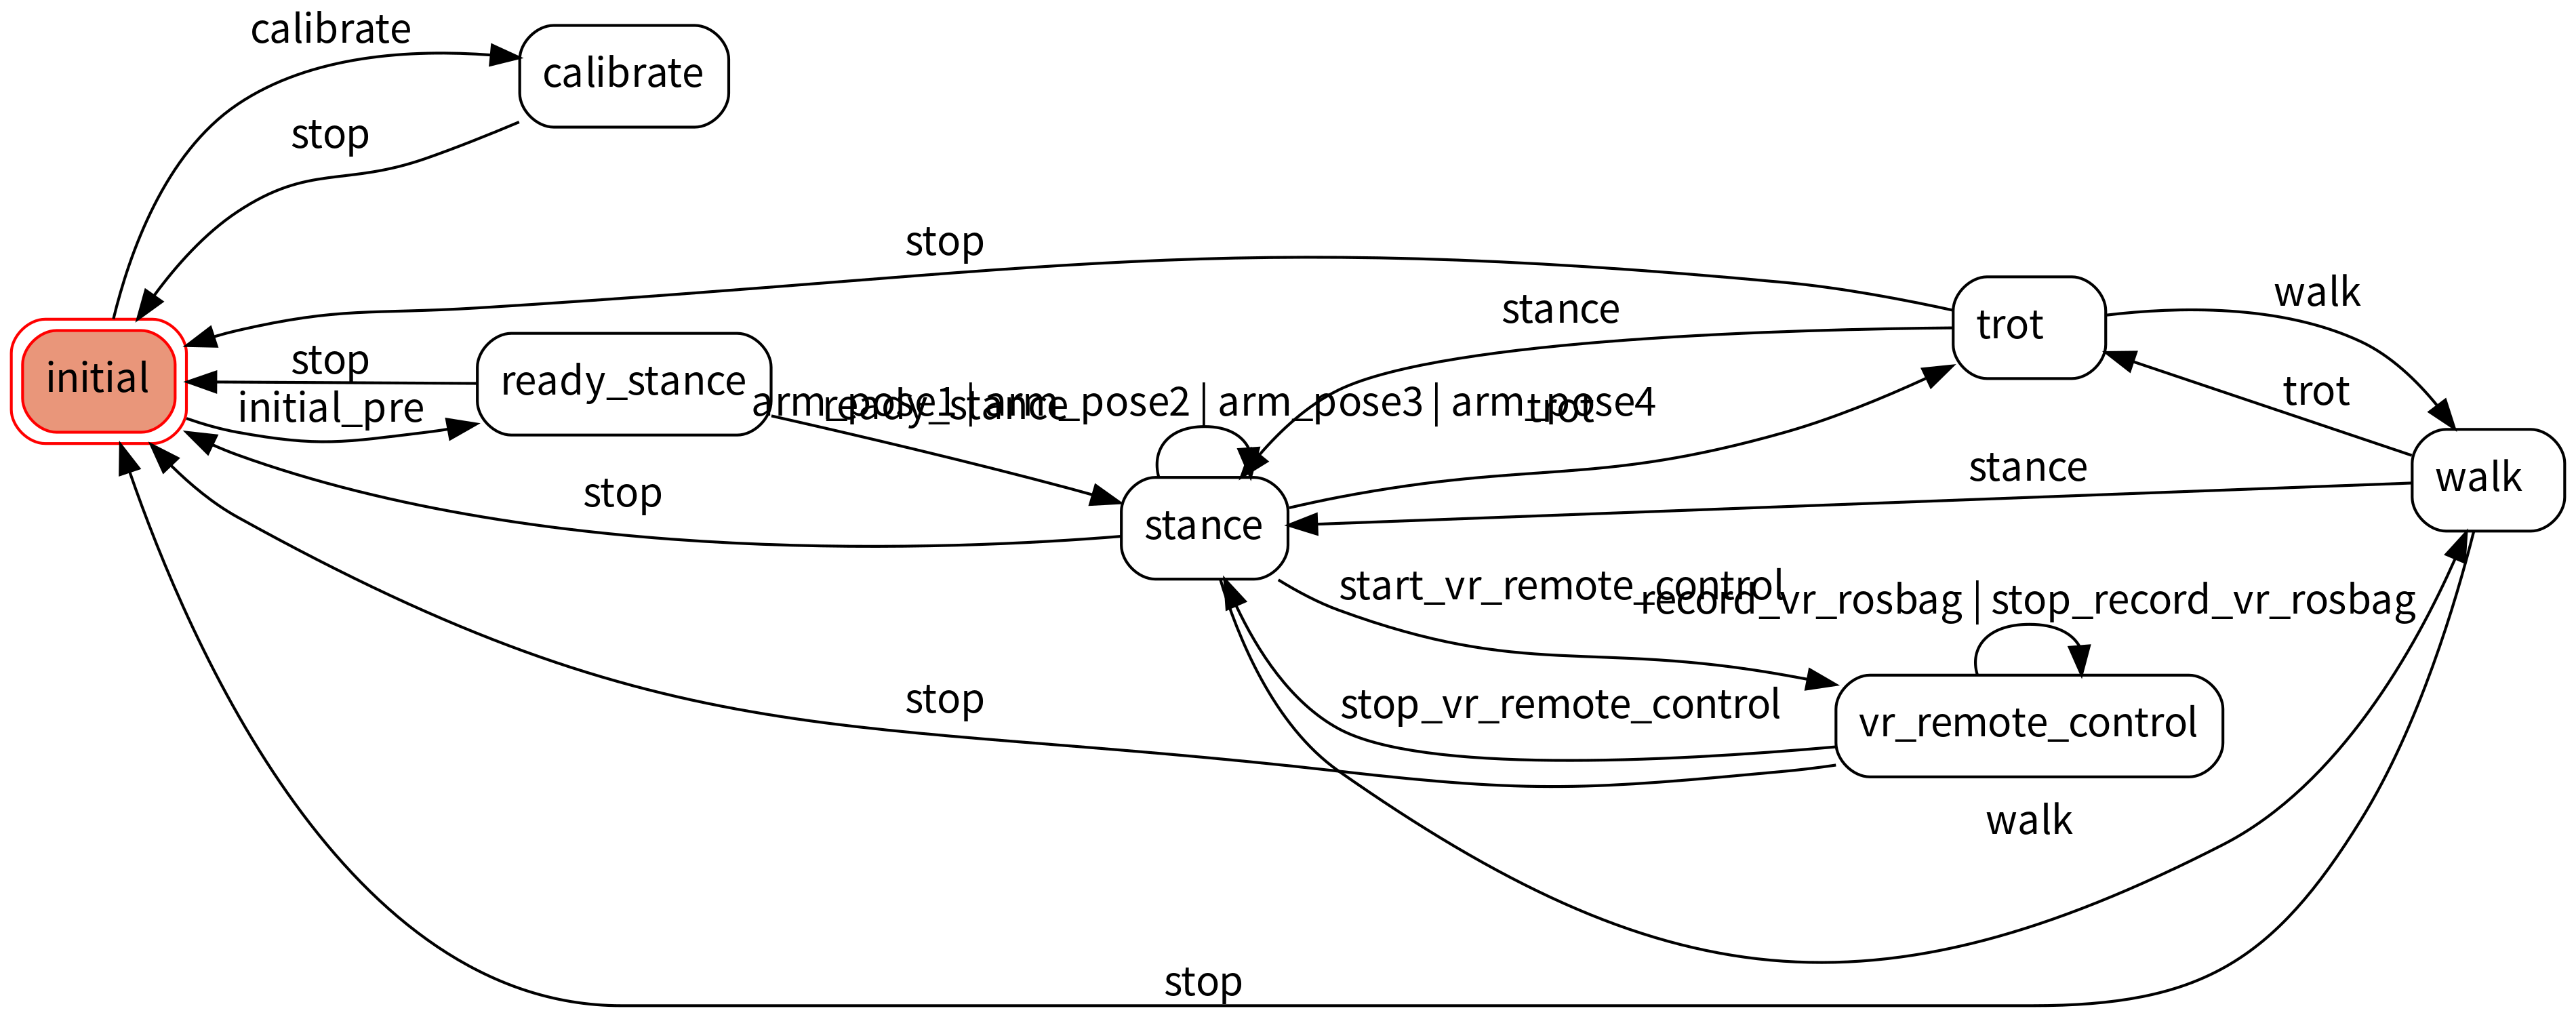 calibrate
calibrate
stop
stop
stance
walk
trot
initial
stop
initial_pre
ready_stance
ready_stance
arm_pose1 | arm_pose2 | arm_pose3 | arm_pose4
trot
trot
walk
stance
stop
stance
start_vr_remote_control
record_vr_rosbag | stop_record_vr_rosbag
stop
stop_vr_remote_control
vr_remote_control
walk
stop